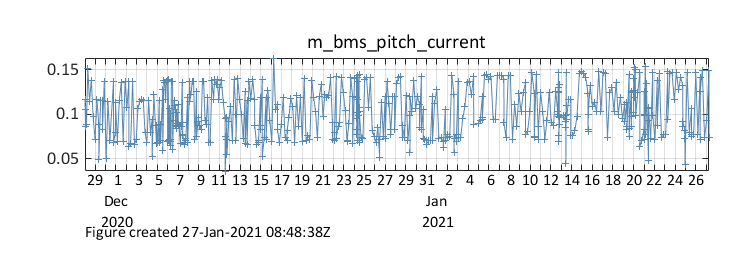 m_bms_pitch_current
0.15
0.1
0.05
29 1 3 5 7 9 11 13 15 17 19 21 23 25 27 29 31 2 4 6 8 10 12 14 16 18 20 22 24 26
Dec Jan
2020 2021
Figure created 27-Jan-2021 08:48:38Z